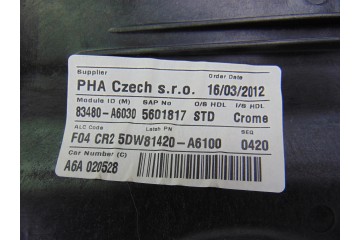 Supplier Order Date
PHA Czech s.r.o. 16/03/2012
Module ID (M) SAP No O/S HDL I/S HDL
83480-A6030 5601817 STD Crome
ALC Code Latch PN SEQ
F04 CR2 5DW81420-A6100 0420
Car Number (C)
A6A 020528